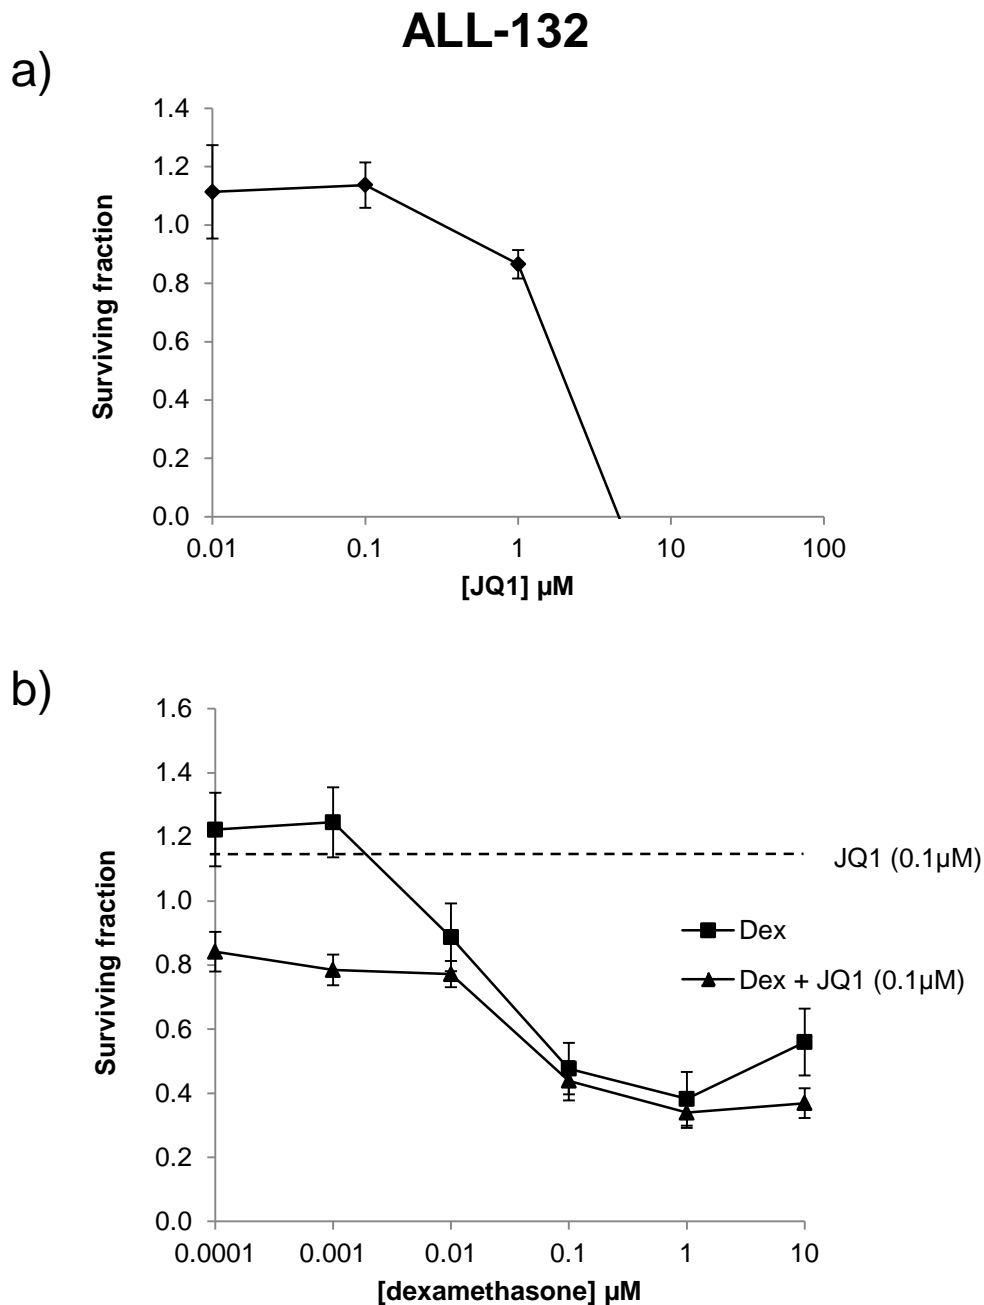 ALL-132
a)
1.4
1.2
1.0
0.8
0.6
0.4
0.2
0.0
Surviving fraction
0.01 0.1 1 10 100
[JQ1] µM
b)
1.6
1.4
1.2
1.0
0.8
0.6
0.4
0.2
0.0
Surviving fraction
JQ1 (0.1µM)
Dex
Dex + JQ1 (0.1µM)
0.0001 0.001 0.01 0.1 1 10
[dexamethasone] µM